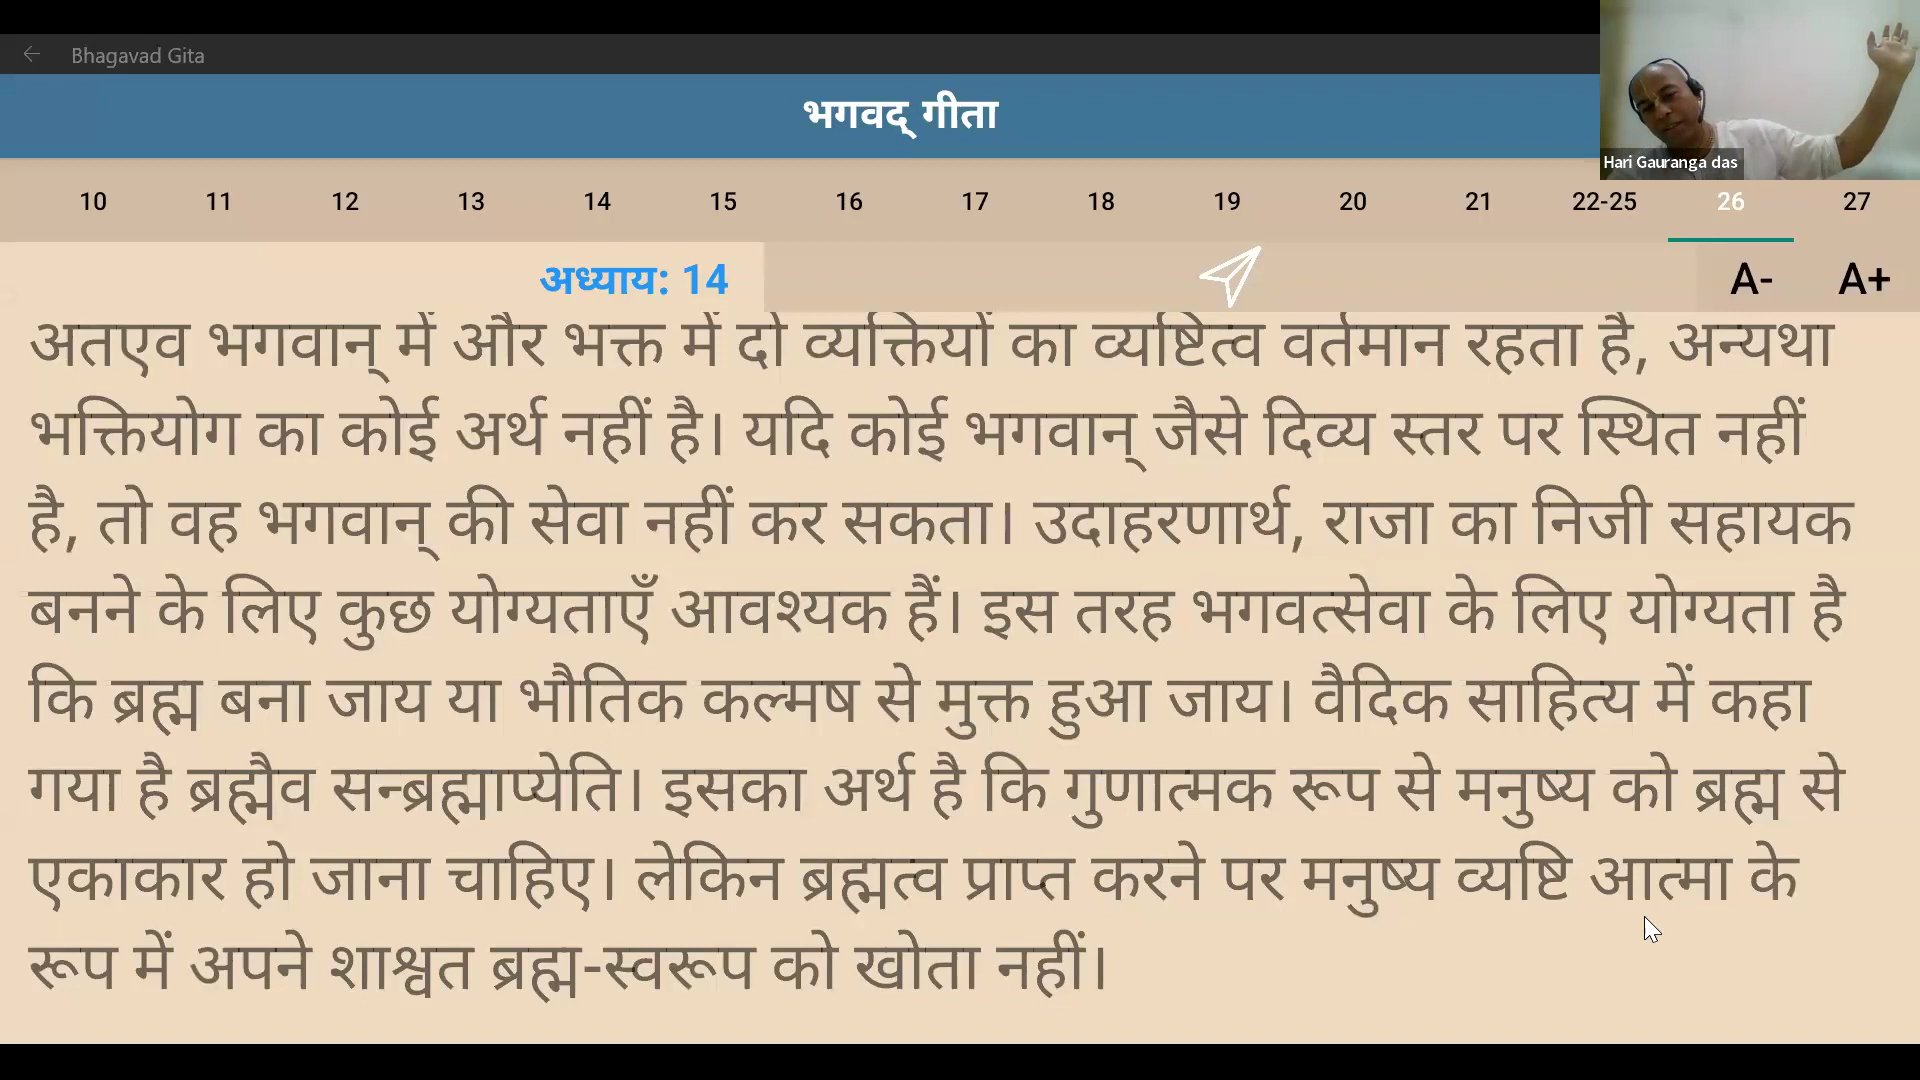 Bhagavad Gita
भगवद् गीता
Hari Gauranga das
10 11 12 13 14 15 16 17 18 19 20 21 22-25 26 27
अध्याय: 14
A- A+
अतएव भगवान् में और भक्त में दो व्यक्तियों का व्यष्टित्व वर्तमान रहता है, अन्यथा
भक्तियोग का कोई अर्थ नहीं है। यदि कोई भगवान् जैसे दिव्य स्तर पर स्थित नहीं
है, तो वह भगवान् की सेवा नहीं कर सकता। उदाहरणार्थ, राजा का निजी सहायक
बनने के लिए कुछ योग्यताएँ आवश्यक हैं। इस तरह भगवत्सेवा के लिए योग्यता है
कि ब्रह्म बना जाय या भौतिक कल्मष से मुक्त हुआ जाय। वैदिक साहित्य में कहा
गया है ब्रह्मैव सन्ब्रह्माप्येति। इसका अर्थ है कि गुणात्मक रूप से मनुष्य को ब्रह्म से
एकाकार हो जाना चाहिए। लेकिन ब्रह्मत्व प्राप्त करने पर मनुष्य व्यष्टि आत्मा के
रूप में अपने शाश्वत ब्रह्म-स्वरूप को खोता नहीं।